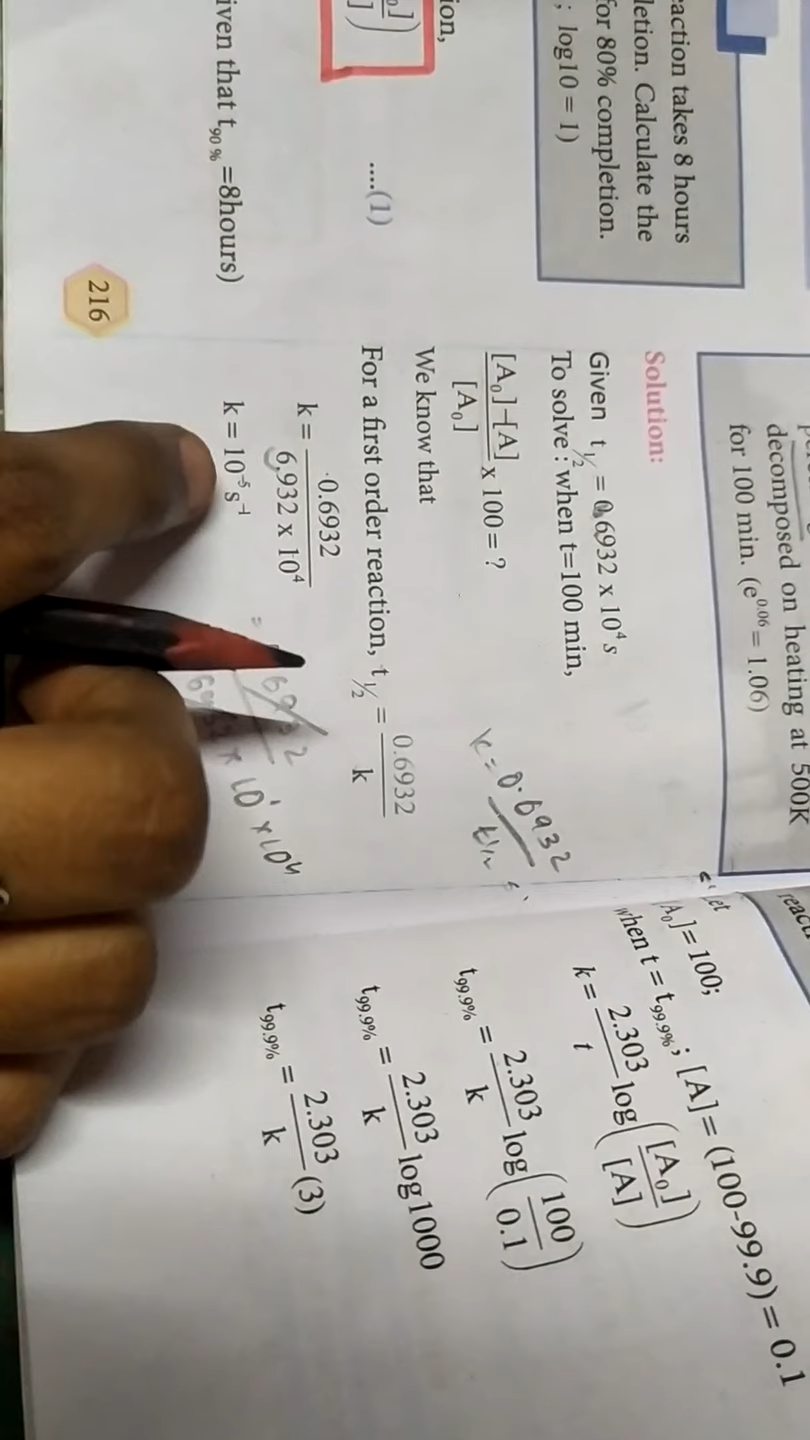 eaction takes 8 hours
letion. Calculate the
for 80% completion.
; log10 = 1)
ion,
....(1)
iven that t90% =8hours)
216
decomposed on heating at 500K
for 100 min. (e^0.06 = 1.06)
Solution:
Given t½ = 0.6932 x 10⁴ s
To solve : when t=100 min,
[A₀]-[A] / [A₀] x 100 = ?
We know that
For a first order reaction, t½ = 0.6932 / k
k = 0.6932 / 6.932 x 10⁴
k = 10⁻⁵ s⁻¹
k = 0.6932 / t½
x 10¹ x 10⁴
[A₀] = 100;
when t = t99.9%; [A] = (100-99.9) = 0.1
k = 2.303 / t log([A₀] / [A])
t99.9% = 2.303 / k log(100 / 0.1)
t99.9% = 2.303 / k log1000
t99.9% = 2.303 / k (3)